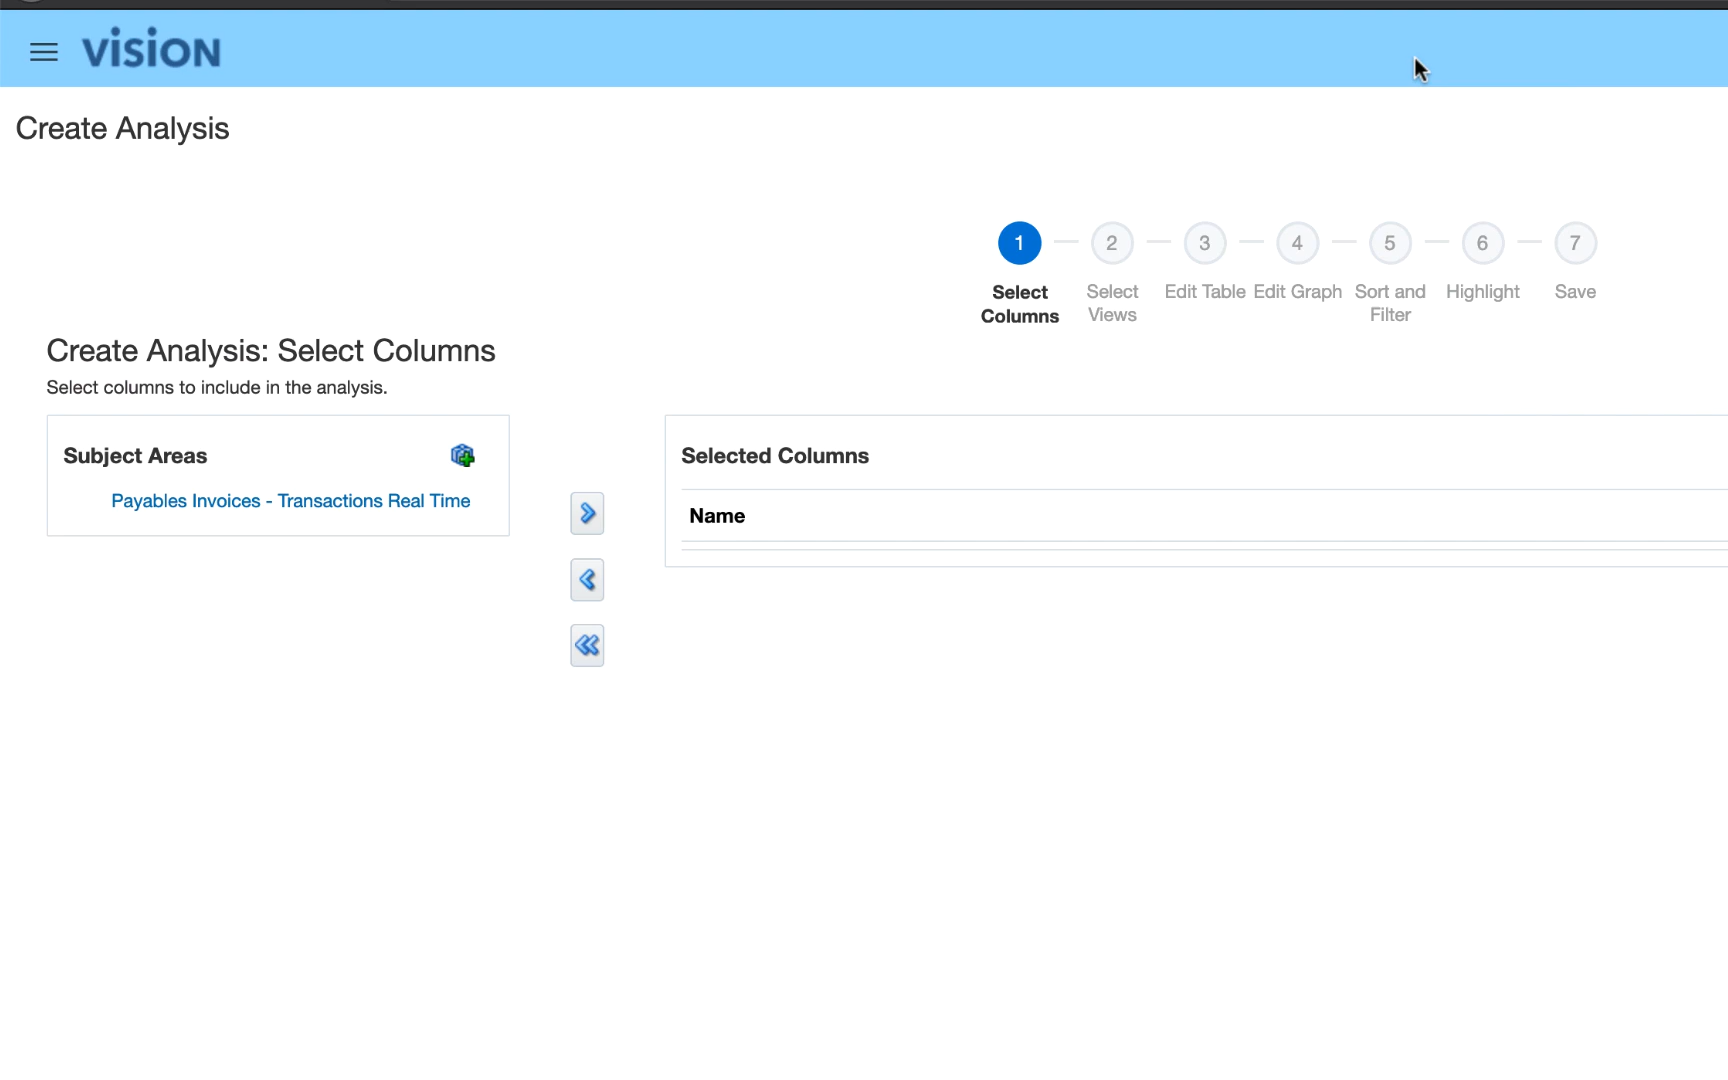 VISION
Create Analysis
1 2 3 4 5 6 7
Select Columns
Select Views
Edit Table
Edit Graph
Sort and Filter
Highlight
Save
Create Analysis: Select Columns
Select columns to include in the analysis.
Subject Areas
Payables Invoices - Transactions Real Time
Selected Columns
Name